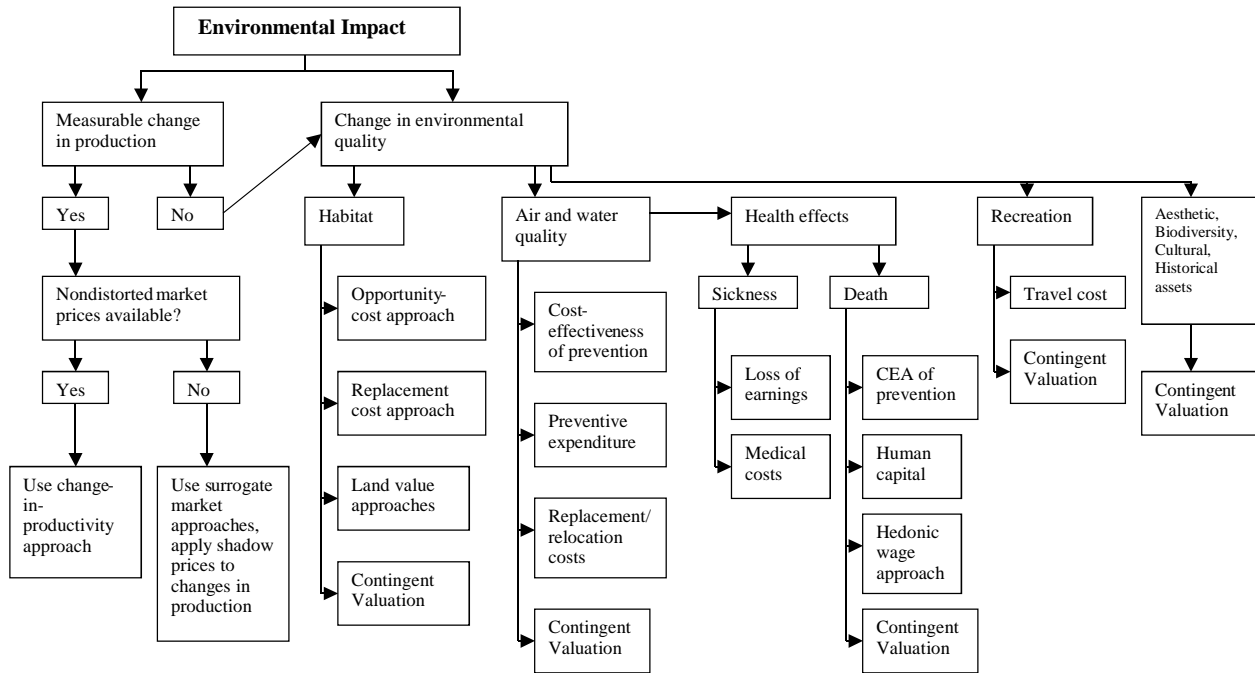 Environmental Impact
Measurable change
in production
Change in environmental
quality
Yes
No
Habitat
Air and water
quality
Health effects
Recreation
Aesthetic,
Biodiversity,
Cultural,
Historical
assets
Nondistorted market
prices available?
Opportunity-
cost approach
Cost-
effectiveness
of prevention
Sickness
Death
Travel cost
Yes
No
Replacement
cost approach
Preventive
expenditure
Loss of
earnings
CEA of
prevention
Contingent
Valuation
Contingent
Valuation
Use change-
in-
productivity
approach
Use surrogate
market
approaches,
apply shadow
prices to
changes in
production
Land value
approaches
Replacement/
relocation
costs
Medical
costs
Human
capital
Hedonic
wage
approach
Contingent
Valuation
Contingent
Valuation
Contingent
Valuation